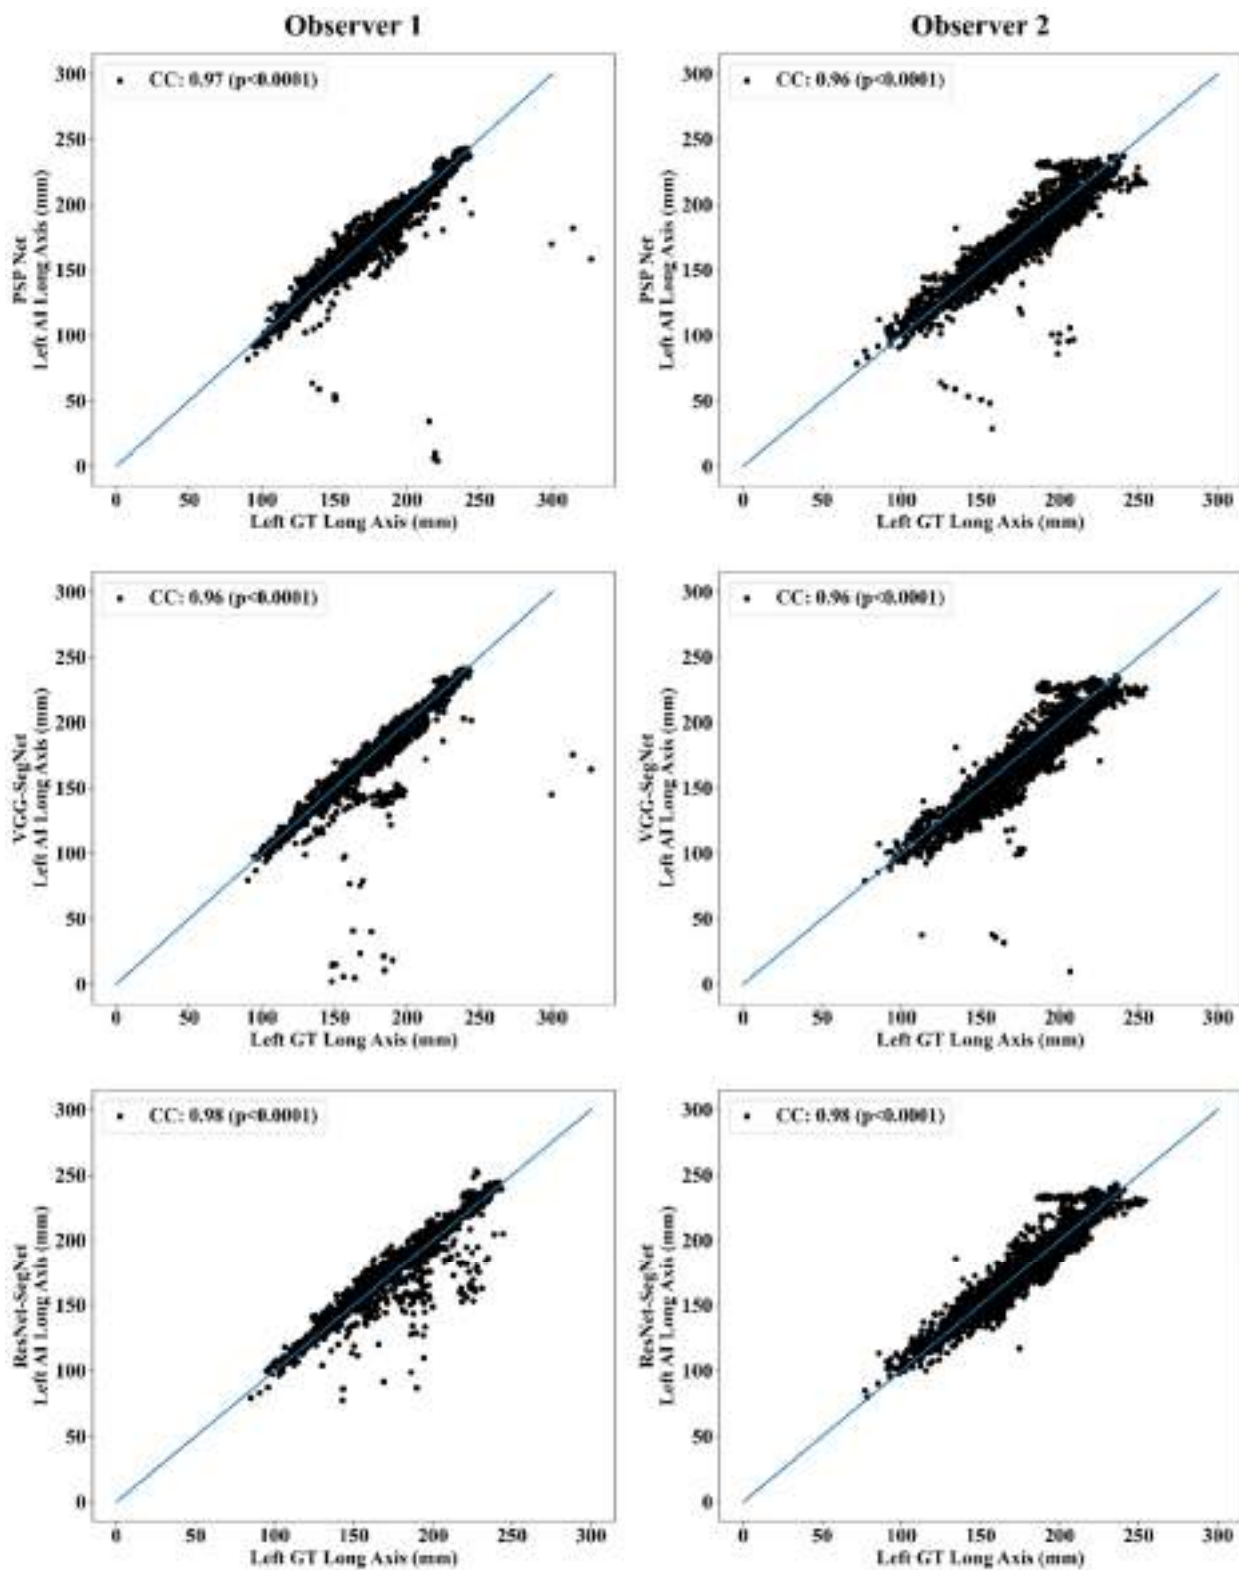 Observer 1
Observer 2
CC: 0.97 (p<0.0001)
300
250
200
150
100
50
0
PSP Net
Left AI Long Axis (mm)
0 50 100 150 200 250 300
Left GT Long Axis (mm)
CC: 0.96 (p<0.0001)
300
250
200
150
100
50
0
PSP Net
Left AI Long Axis (mm)
0 50 100 150 200 250 300
Left GT Long Axis (mm)
CC: 0.96 (p<0.0001)
300
250
200
150
100
50
0
VGG-SegNet
Left AI Long Axis (mm)
0 50 100 150 200 250 300
Left GT Long Axis (mm)
CC: 0.96 (p<0.0001)
300
250
200
150
100
50
0
VGG-SegNet
Left AI Long Axis (mm)
0 50 100 150 200 250 300
Left GT Long Axis (mm)
CC: 0.98 (p<0.0001)
300
250
200
150
100
50
0
ResNet-SegNet
Left AI Long Axis (mm)
0 50 100 150 200 250 300
Left GT Long Axis (mm)
CC: 0.98 (p<0.0001)
300
250
200
150
100
50
0
ResNet-SegNet
Left AI Long Axis (mm)
0 50 100 150 200 250 300
Left GT Long Axis (mm)